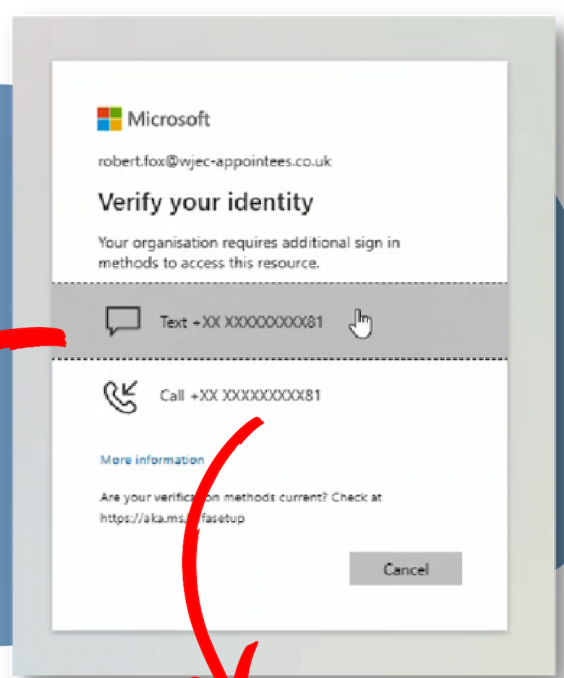 Microsoft
robert.fox@wjec-appointees.co.uk
Verify your identity
Your organisation requires additional sign in
methods to access this resource.
Text +XX XXXXXXXXX81
Call +XX XXXXXXXXX81
More information
Are your methods current? Check at
Cancel